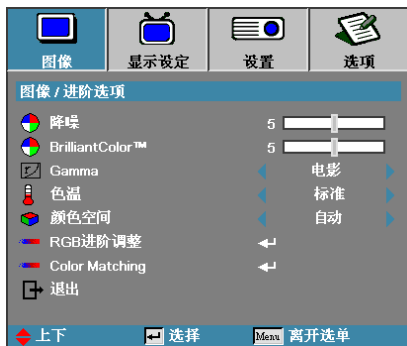 图像 显示设定 设置 选项
图像 / 进阶选项
降噪 5
BrilliantColor™ 5
Gamma 电影
色温 标准
颜色空间 自动
RGB进阶调整
Color Matching
退出
上下 选择 Menu 离开选单